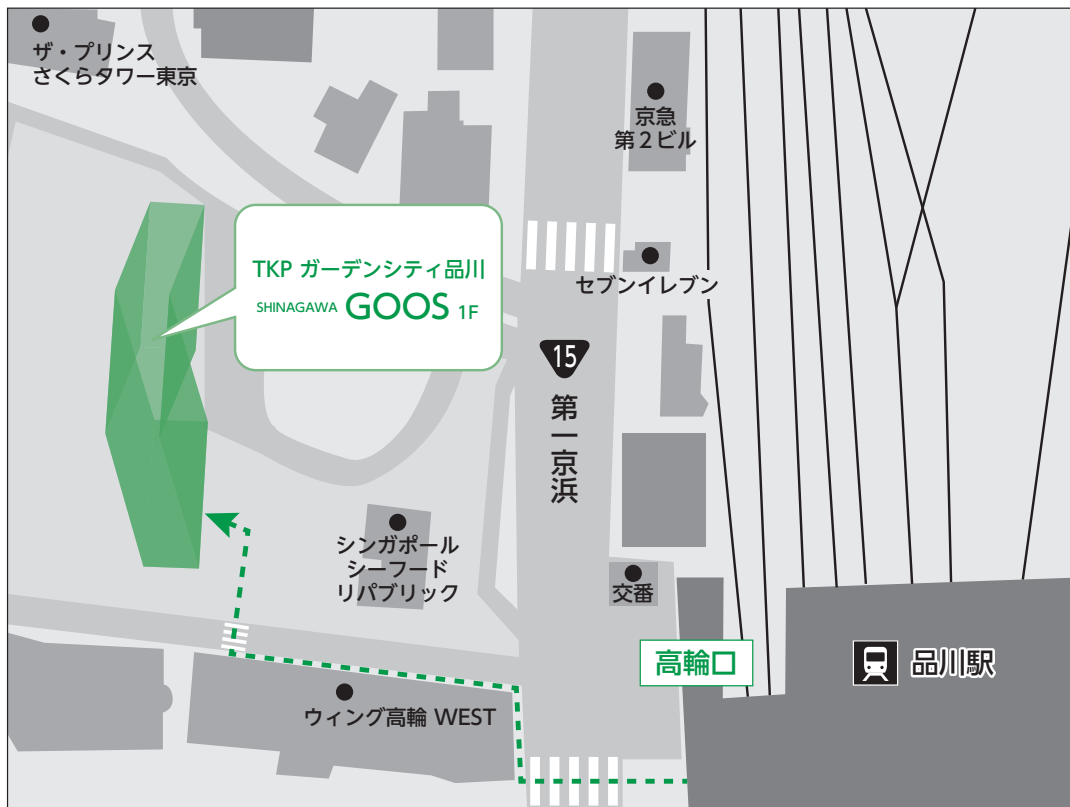 ザ・プリンス
さくらタワー東京
京急
第2ビル
TKP ガーデンシティ品川
SHINAGAWA GOOS 1F
セブンイレブン
15
第一京浜
シンガポール
シーフード
リパブリック
交番
高輪口
品川駅
ウィング高輪 WEST